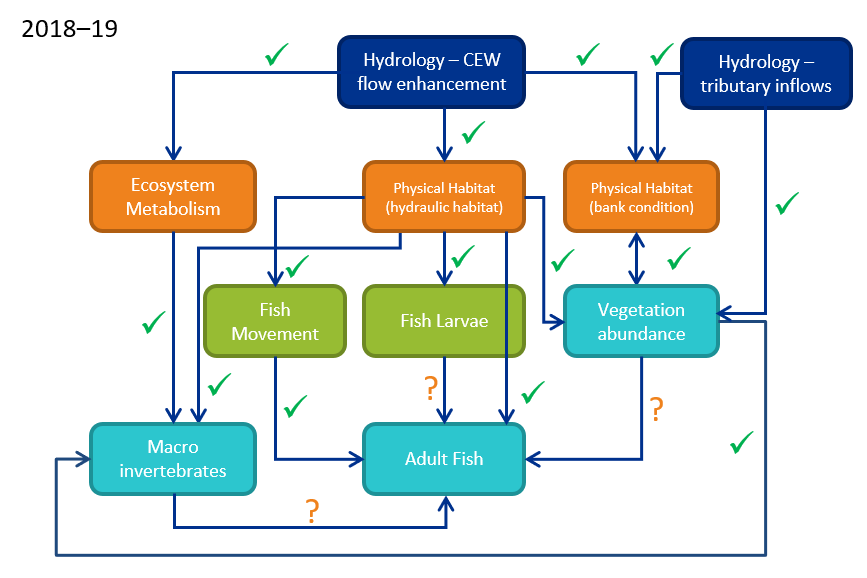 2018–19
Hydrology – CEW
flow enhancement
Hydrology –
tributary inflows
Ecosystem
Metabolism
Physical Habitat
(hydraulic habitat)
Physical Habitat
(bank condition)
Fish
Movement
Fish Larvae
Vegetation
abundance
?
?
Macro
invertebrates
Adult Fish
?